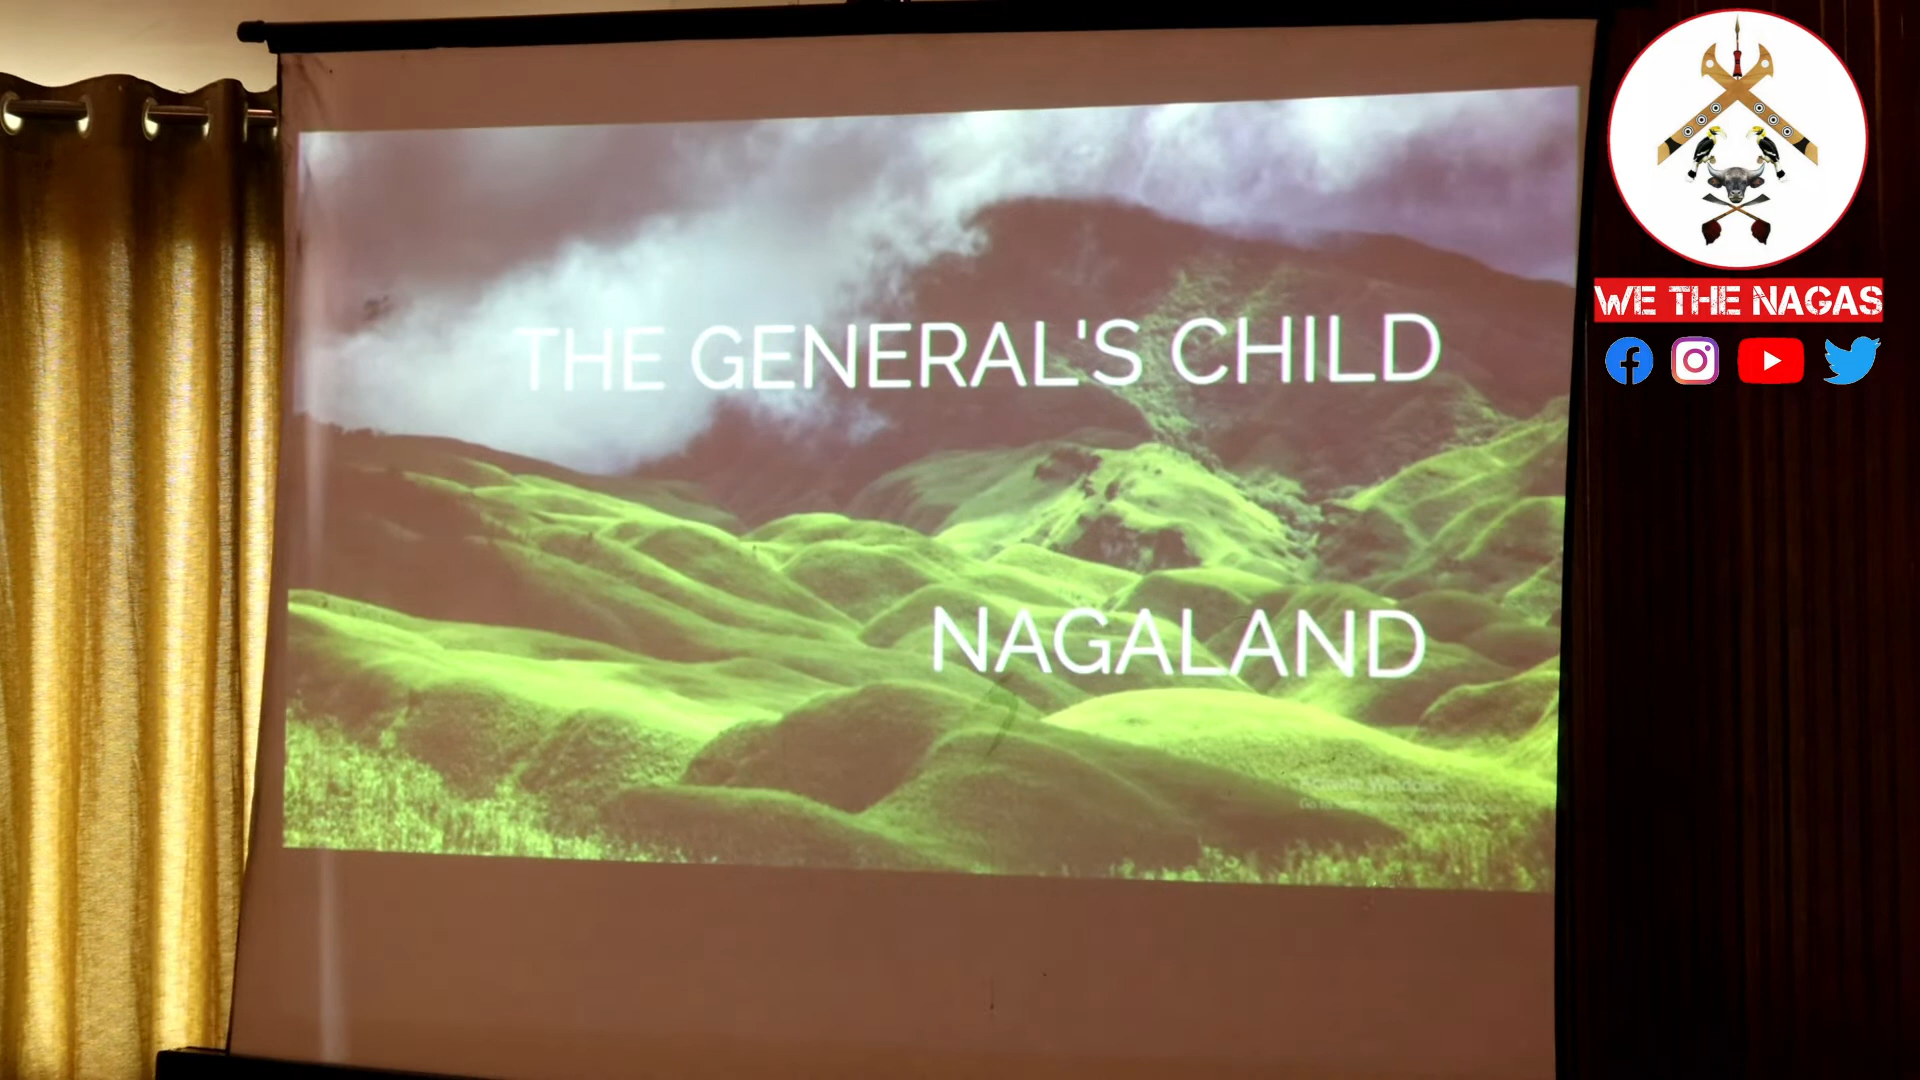 THE GENERAL'S CHILD
NAGALAND
WE THE NAGAS